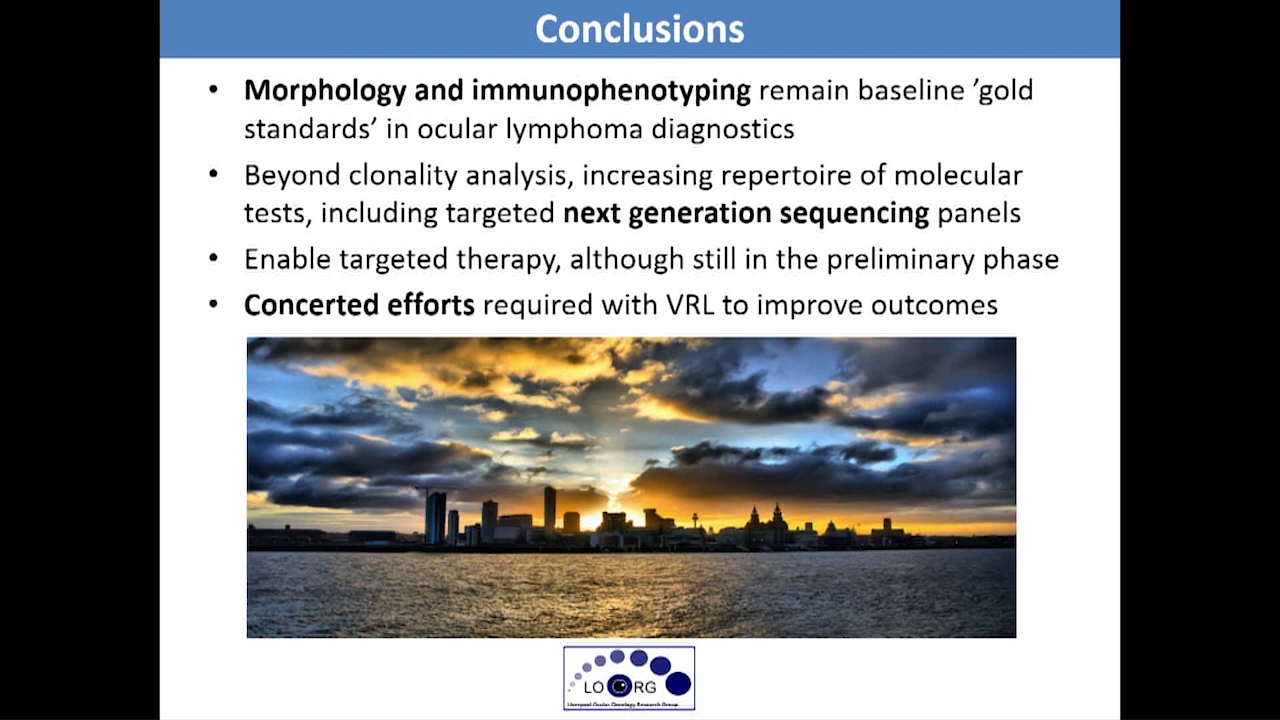 Conclusions
• Morphology and immunophenotyping remain baseline ’gold
standards’ in ocular lymphoma diagnostics
• Beyond clonality analysis, increasing repertoire of molecular
tests, including targeted next generation sequencing panels
• Enable targeted therapy, although still in the preliminary phase
• Concerted efforts required with VRL to improve outcomes
LOORG
Liverpool Ocular Oncology Research Group